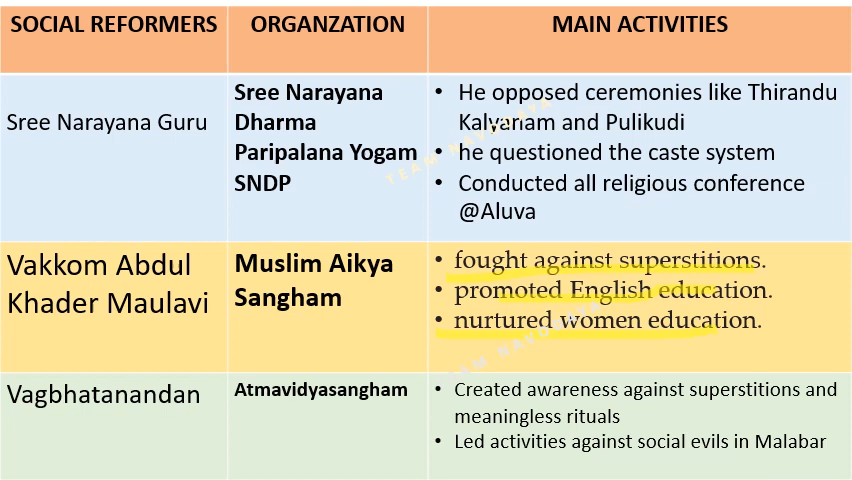 SOCIAL REFORMERS
ORGANZATION
MAIN ACTIVITIES
Sree Narayana Guru
Sree Narayana
Dharma
Paripalana Yogam
SNDP
• He opposed ceremonies like Thirandu
Kalyanam and Pulikudi
• he questioned the caste system
• Conducted all religious conference
@Aluva
Vakkom Abdul
Khader Maulavi
Muslim Aikya
Sangham
• fought against superstitions.
• promoted English education.
• nurtured women education.
Vagbhatanandan
Atmavidyasangham
• Created awareness against superstitions and
meaningless rituals
• Led activities against social evils in Malabar